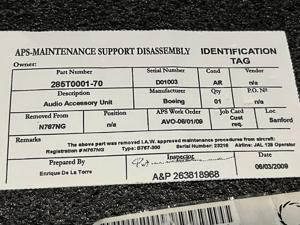 APS-MAINTENANCE SUPPORT DISASSEMBLY IDENTIFICATION
Owner: TAG
Part Number Serial Number Cond Vendor
285T0001-70 D01003 AR n/a
Description Manufacturer Qty P.O. Nº
Audio Accessory Unit Boeing 01 n/a
Removed From Position APS Work Order Job Card Loc
N767NG n/a AVO-06/01/09 Cust req. Sanford
Remarks The above part was removed I.A.W. approved maintenance procedures from aircraft:
Registration # N767NG Type: B767-300 Serial Number: 23216 Airline: JAL 123 Operator
Prepared By Inspector Date
Enrique De La Torre A&P 263818968 06/03/2009